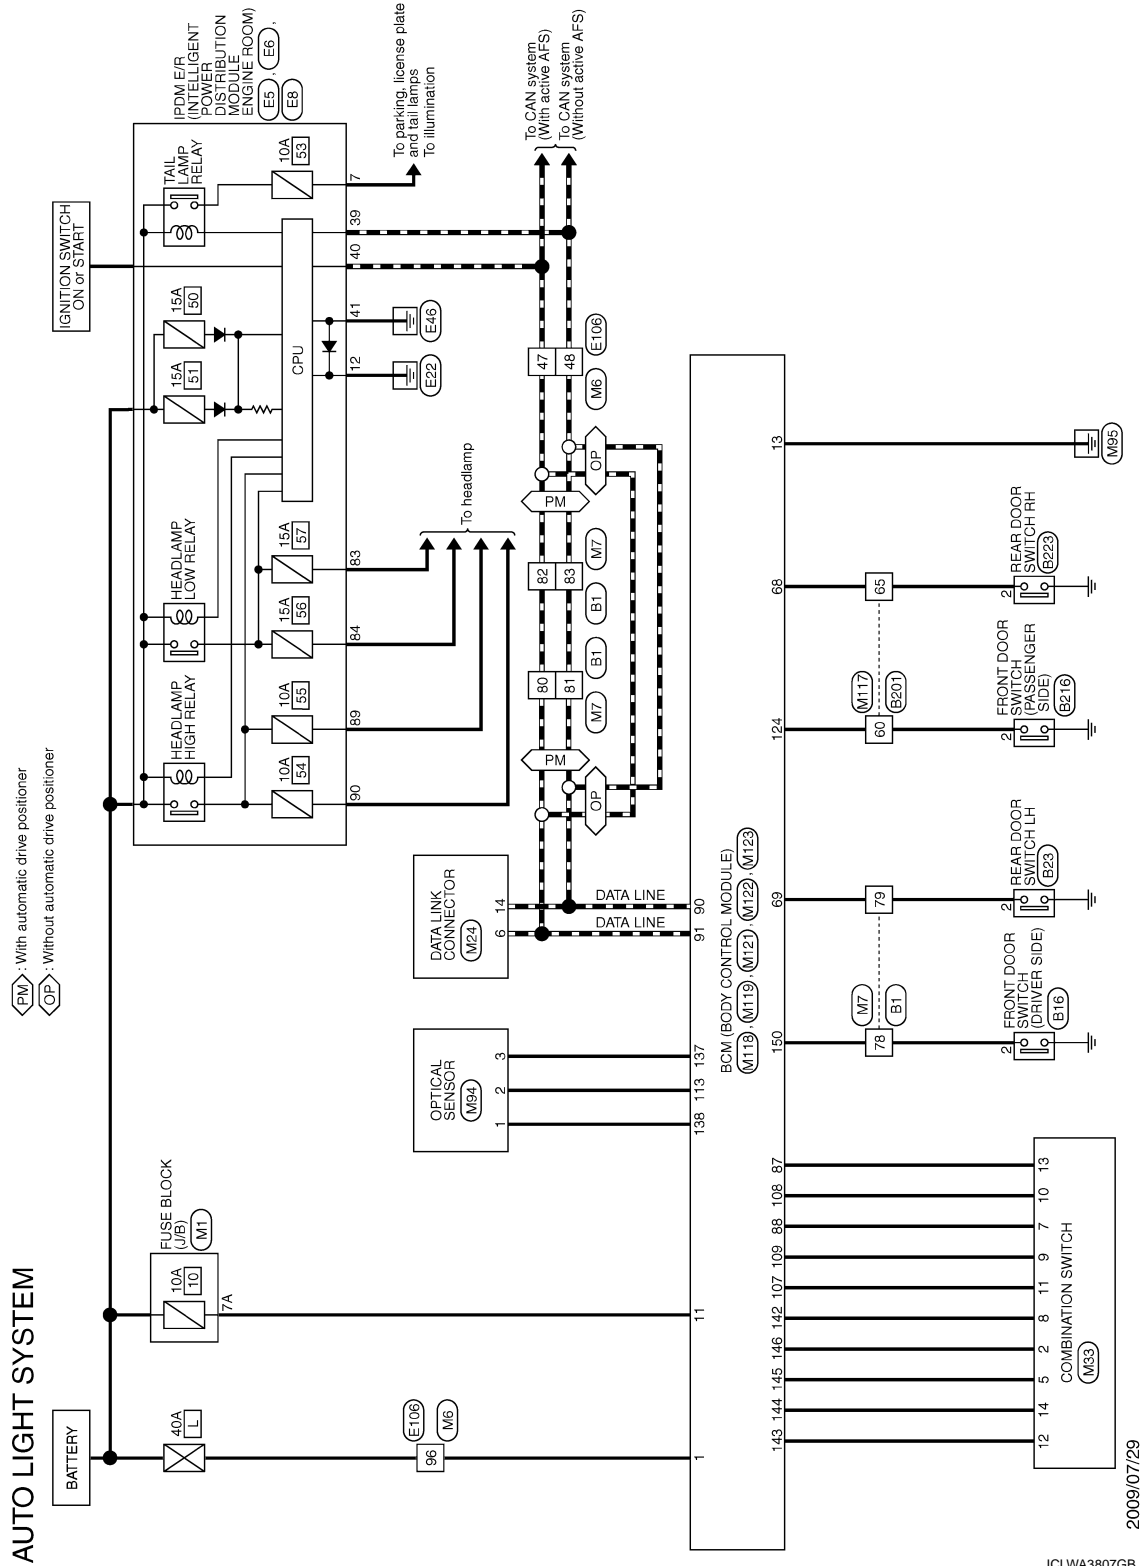 AUTO LIGHT SYSTEM
PM : With automatic drive positioner
OP : Without automatic drive positioner
BATTERY
IGNITION SWITCH
ON or START
40A
L
E106
M6
96
1
FUSE BLOCK
(J/B)
M1
10A
10
7A
11
IPDM E/R
(INTELLIGENT
POWER
DISTRIBUTION
MODULE
ENGINE ROOM)
E5 , E6 ,
E8
HEADLAMP
HIGH RELAY
HEADLAMP
LOW RELAY
TAIL
LAMP
RELAY
15A
51
15A
50
CPU
10A
54
10A
55
15A
56
15A
57
10A
53
90
89
84
83
12
41
40
39
7
E22
E46
To headlamp
To parking, license plate
and tail lamps
To illumination
To CAN system
(With active AFS)
To CAN system
(Without active AFS)
OPTICAL
SENSOR
M94
1
2
3
138
113
137
DATA LINK
CONNECTOR
M24
6
14
DATA LINE
DATA LINE
91
90
PM
OP
80
81
M7
B1
82
83
B1
M7
PM
OP
47
48
M6
E106
BCM (BODY CONTROL MODULE)
M118 , M119 , M121 , M122 , M123
143
144
145
146
142
107
109
88
108
87
12
14
5
2
8
11
9
7
10
13
COMBINATION SWITCH
M33
150
69
124
68
13
M7
B1
78
79
M117
B201
60
65
2
FRONT DOOR
SWITCH
(DRIVER SIDE)
B16
2
REAR DOOR
SWITCH LH
B23
2
FRONT DOOR
SWITCH
(PASSENGER
SIDE)
B216
2
REAR DOOR
SWITCH RH
B223
M95
2009/07/29
JCLWA3807GB